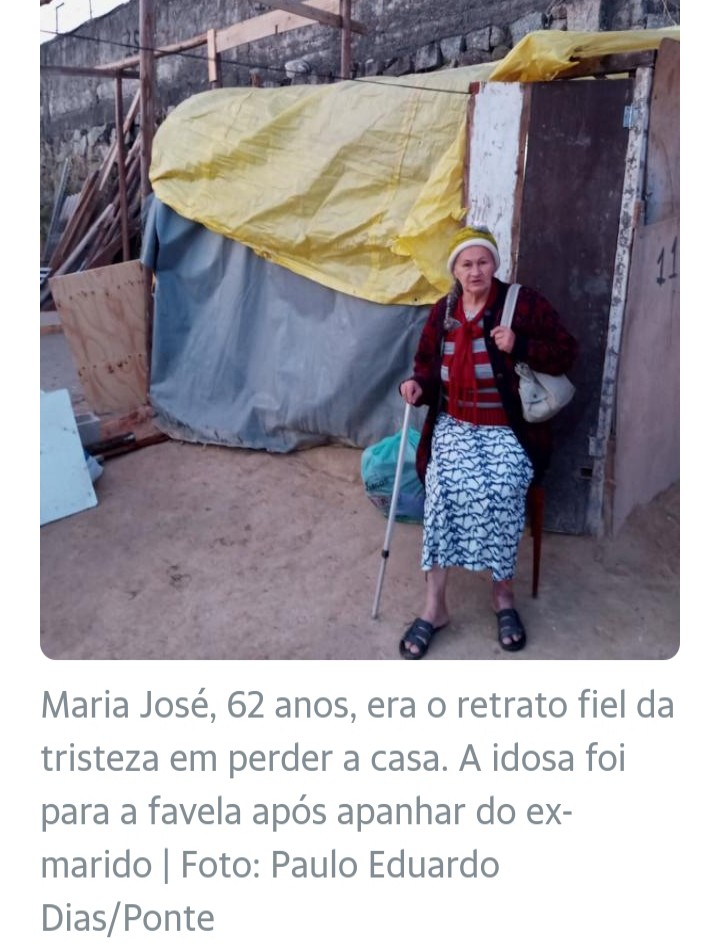 11
Maria José, 62 anos, era o retrato fiel da
tristeza em perder a casa. A idosa foi
para a favela após apanhar do ex-
marido | Foto: Paulo Eduardo
Dias/Ponte